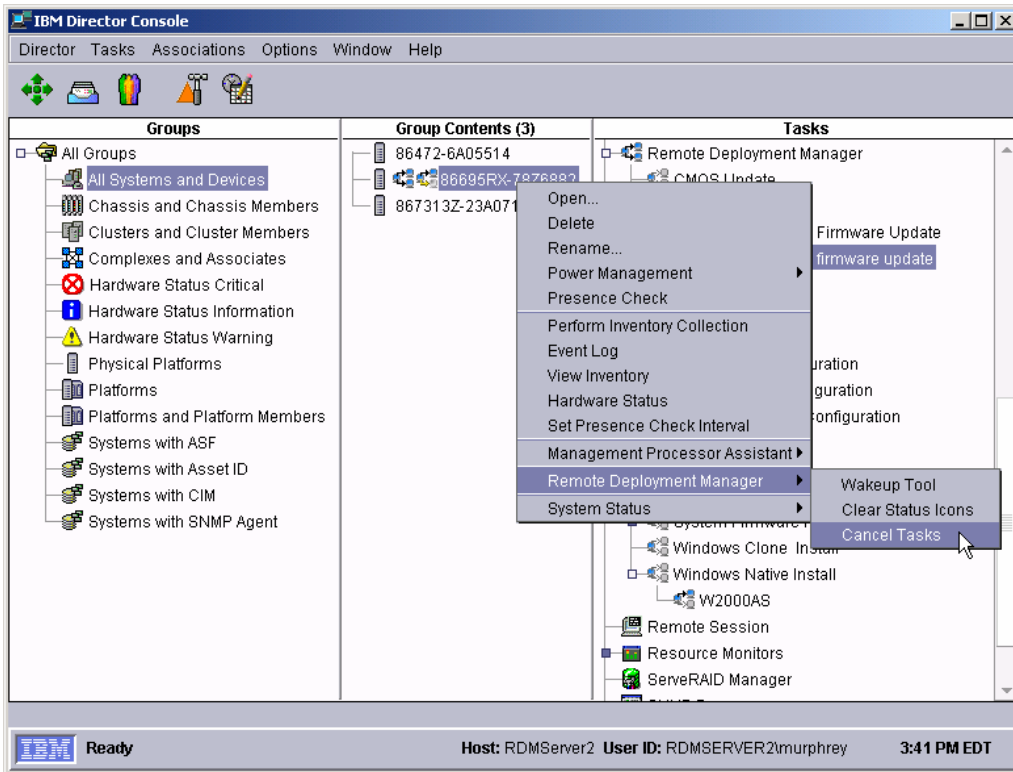 IBM Director Console
Director Tasks Associations Options Window Help
Groups
All Groups
All Systems and Devices
Chassis and Chassis Members
Clusters and Cluster Members
Complexes and Associates
Hardware Status Critical
Hardware Status Information
Hardware Status Warning
Physical Platforms
Platforms
Platforms and Platform Members
Systems with ASF
Systems with Asset ID
Systems with CIM
Systems with SNMP Agent
Group Contents (3)
86472-6A05514
86695RX-78Z6882
867313Z-23A071
Tasks
Remote Deployment Manager
CMOS Update
Firmware Update
firmware update
uration
guration
onfiguration
System Firmware
Windows Clone Install
Windows Native Install
W2000AS
Remote Session
Resource Monitors
ServeRAID Manager
Open...
Delete
Rename...
Power Management
Presence Check
Perform Inventory Collection
Event Log
View Inventory
Hardware Status
Set Presence Check Interval
Management Processor Assistant
Remote Deployment Manager
System Status
Wakeup Tool
Clear Status Icons
Cancel Tasks
IBM Ready Host: RDMServer2 User ID: RDMSERVER2\murphrey 3:41 PM EDT